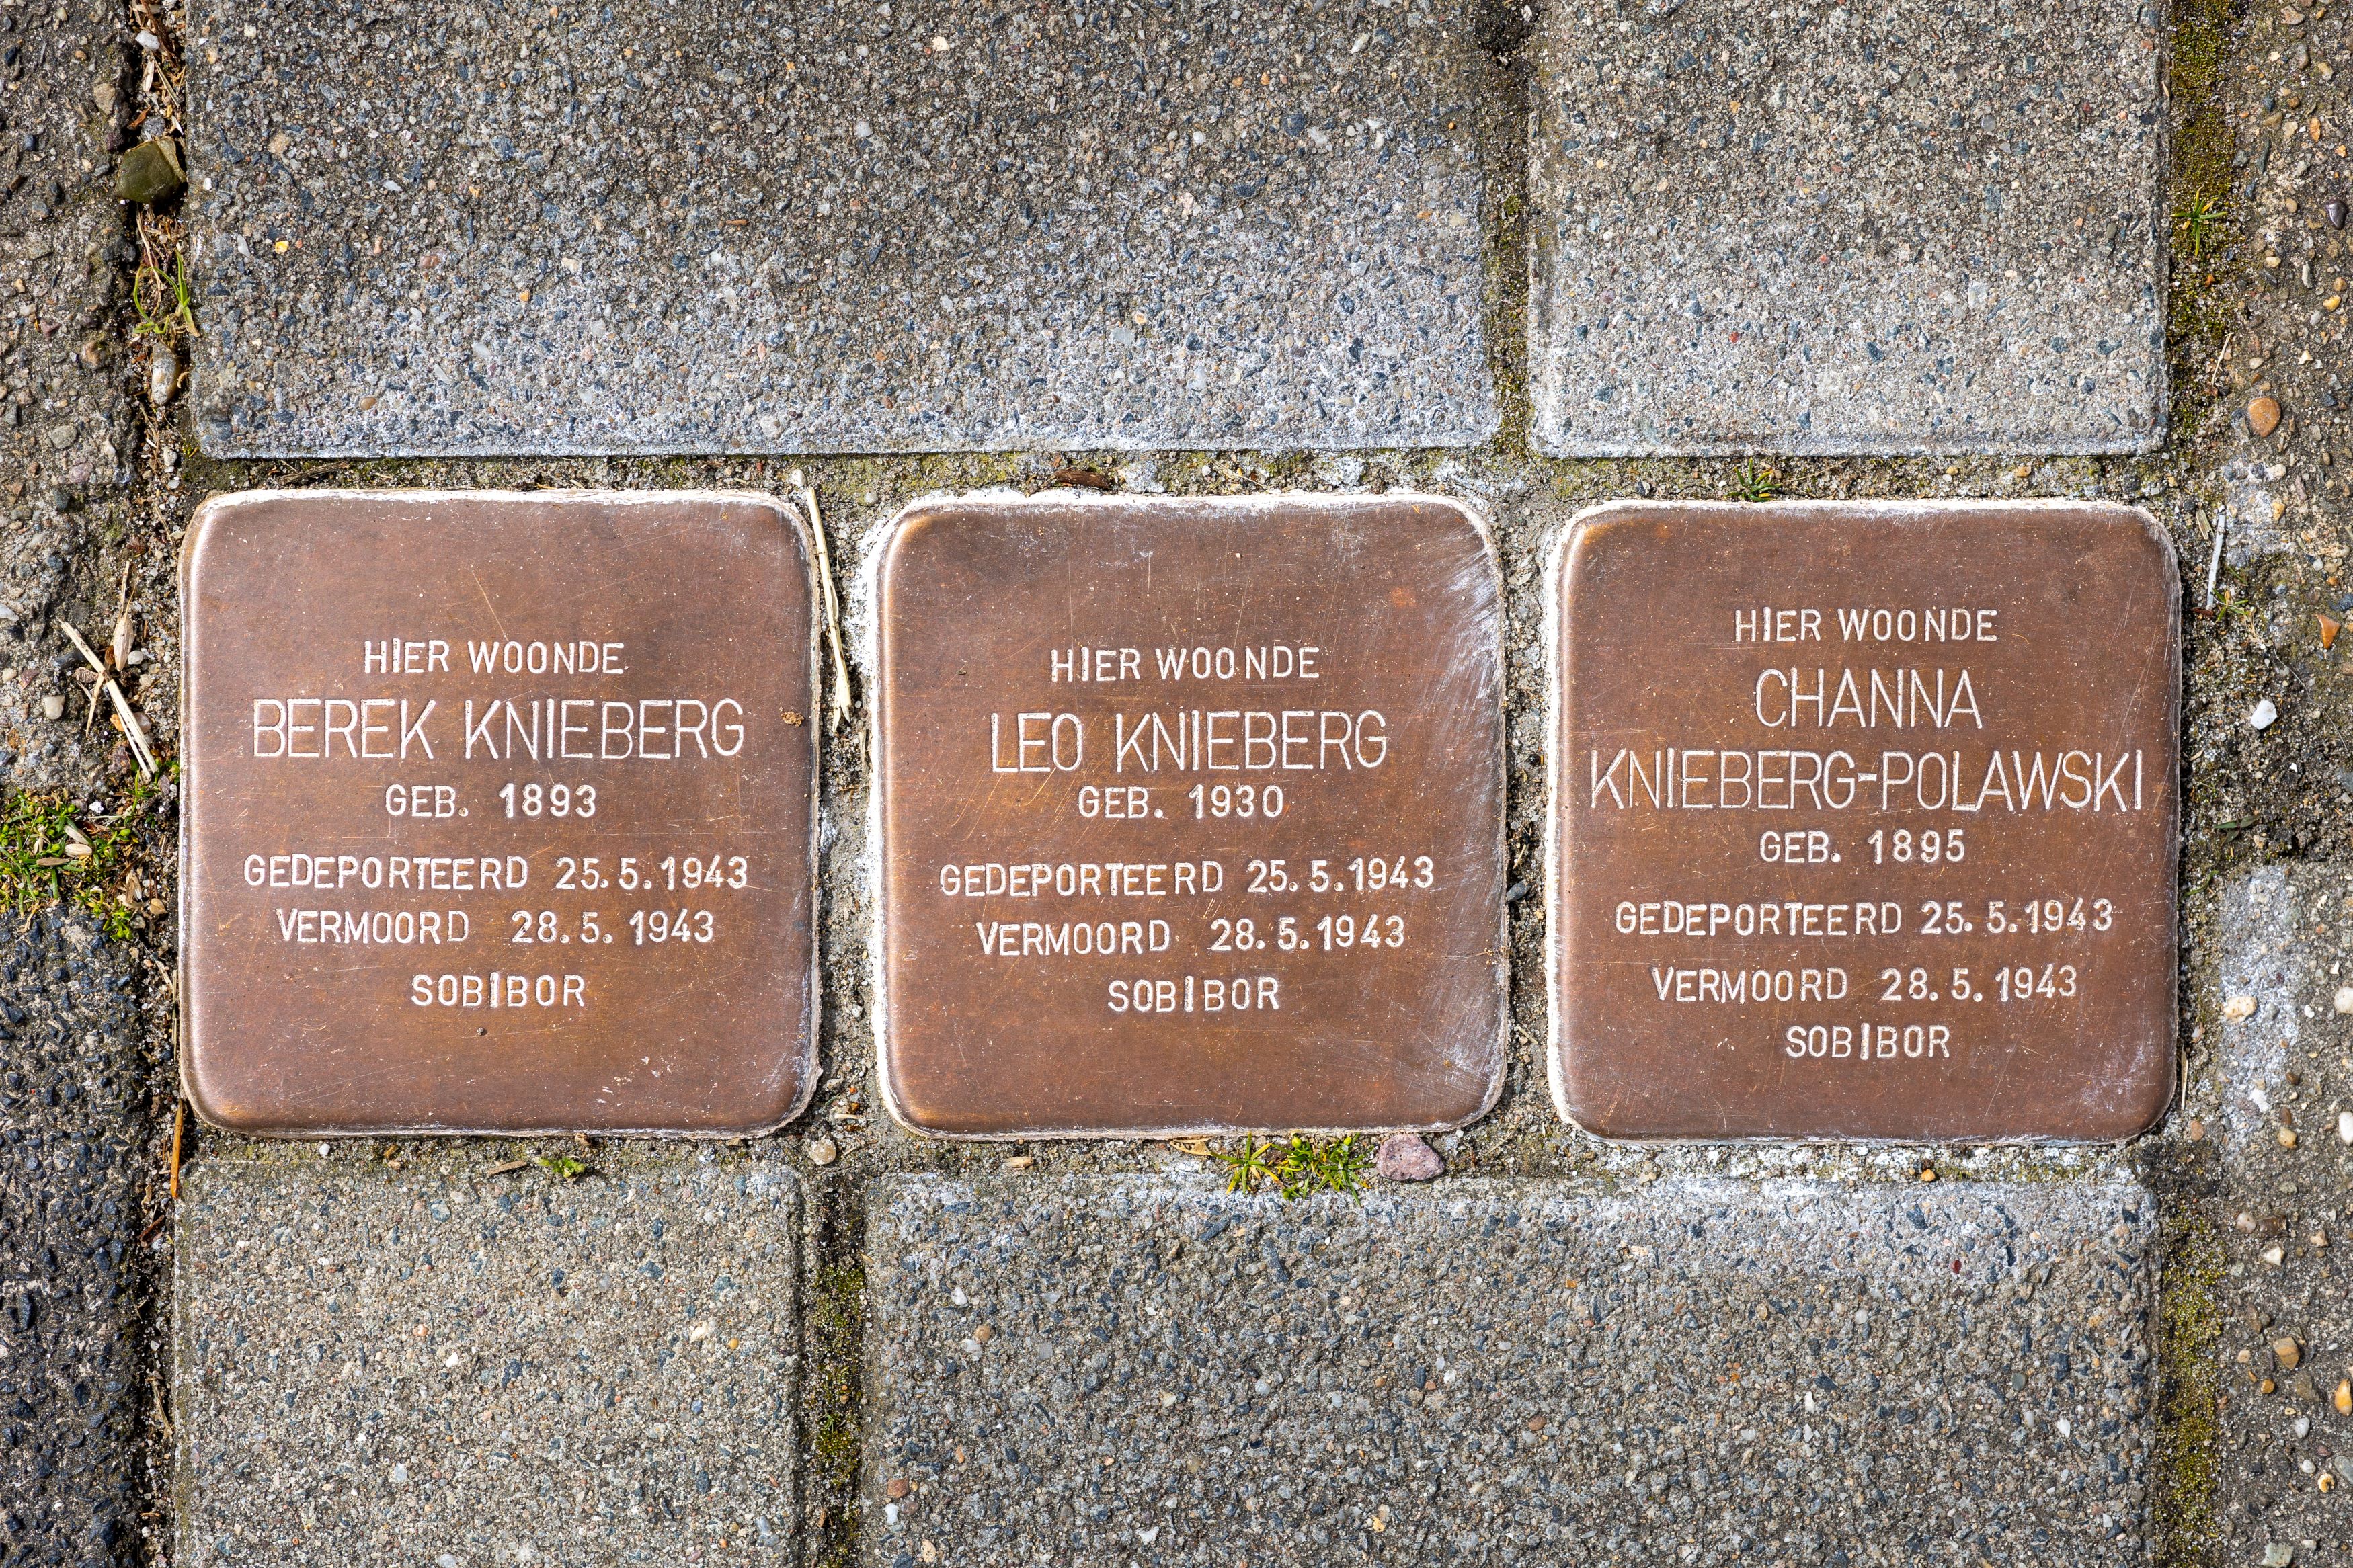 HIER WOONDE
BEREK KNIEBERG
GEB. 1893
GEDEPORTEERD 25.5.1943
VERMOORD 28.5.1943
SOBIBOR
HIER WOONDE
LEO KNIEBERG
GEB. 1930
GEDEPORTEERD 25.5.1943
VERMOORD 28.5.1943
SOBIBOR
HIER WOONDE
CHANNA
KNIEBERG-POLAWSKI
GEB. 1895
GEDEPORTEERD 25.5.1943
VERMOORD 28.5.1943
SOBIBOR